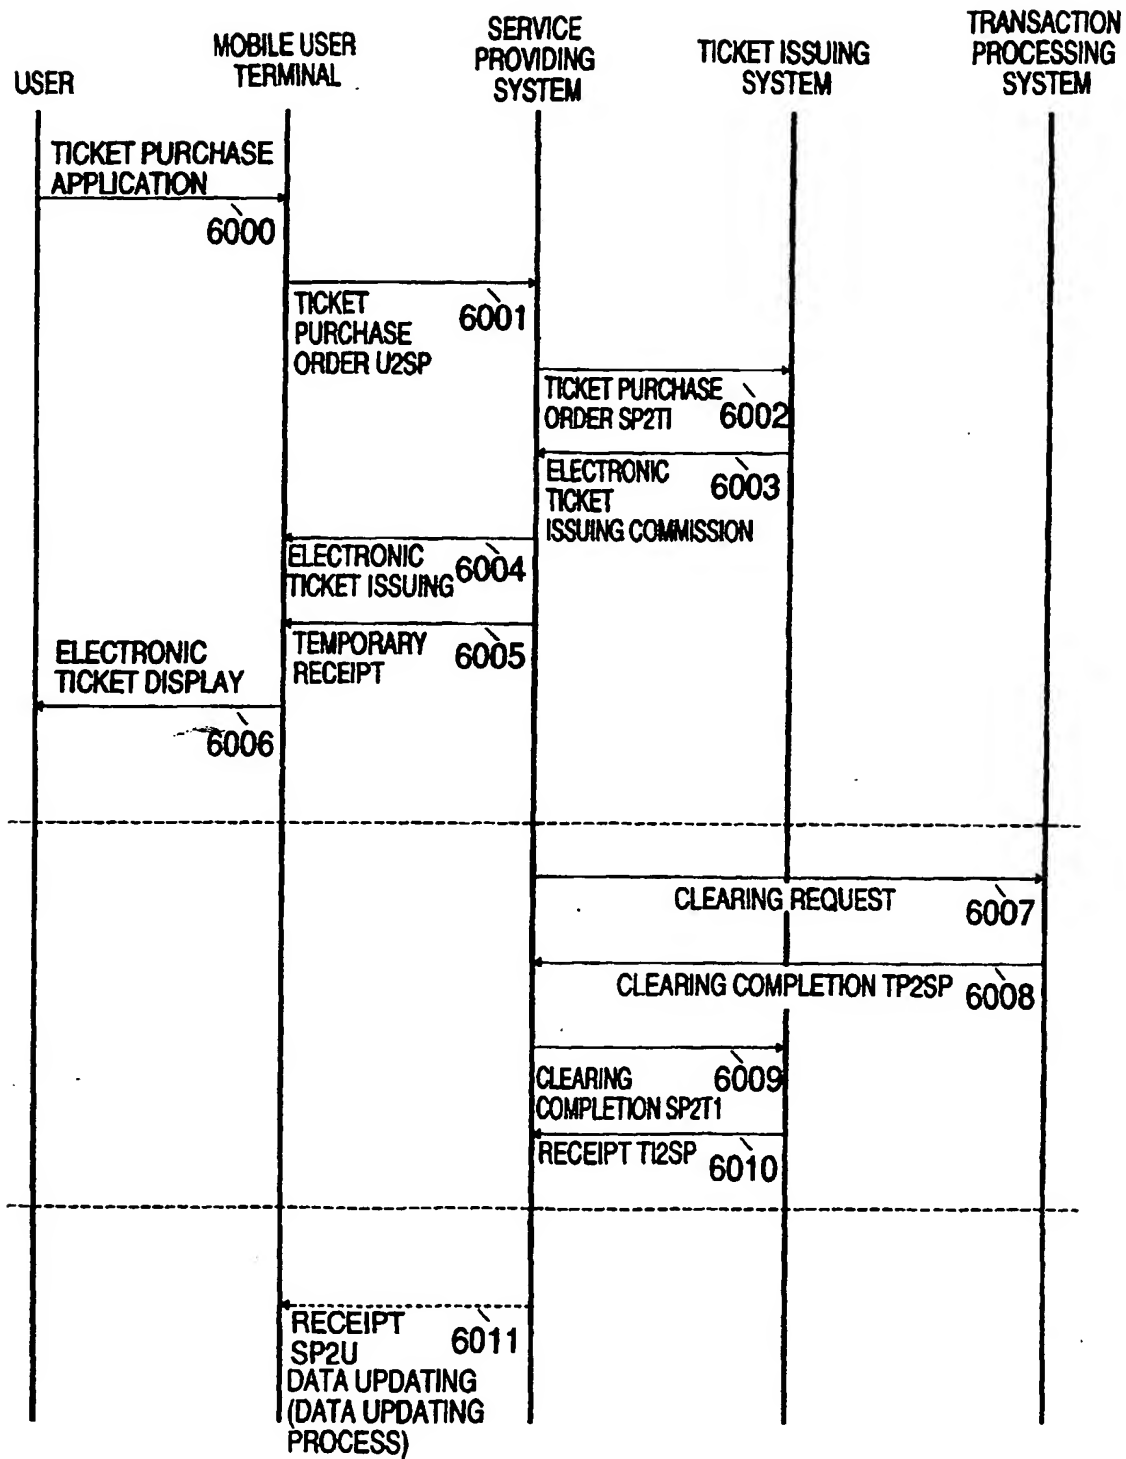 USER
MOBILE USER
TERMINAL
SERVICE
PROVIDING
SYSTEM
TICKET ISSUING
SYSTEM
TRANSACTION
PROCESSING
SYSTEM
TICKET PURCHASE
APPLICATION
6000
TICKET
PURCHASE
ORDER U2SP
6001
TICKET PURCHASE
ORDER SP2TI
6002
ELECTRONIC
TICKET
ISSUING COMMISSION
6003
ELECTRONIC
TICKET ISSUING
6004
TEMPORARY
RECEIPT
6005
ELECTRONIC
TICKET DISPLAY
6006
CLEARING REQUEST
6007
CLEARING COMPLETION TP2SP
6008
CLEARING
COMPLETION SP2T1
6009
RECEIPT TI2SP
6010
RECEIPT
SP2U
DATA UPDATING
(DATA UPDATING
PROCESS)
6011